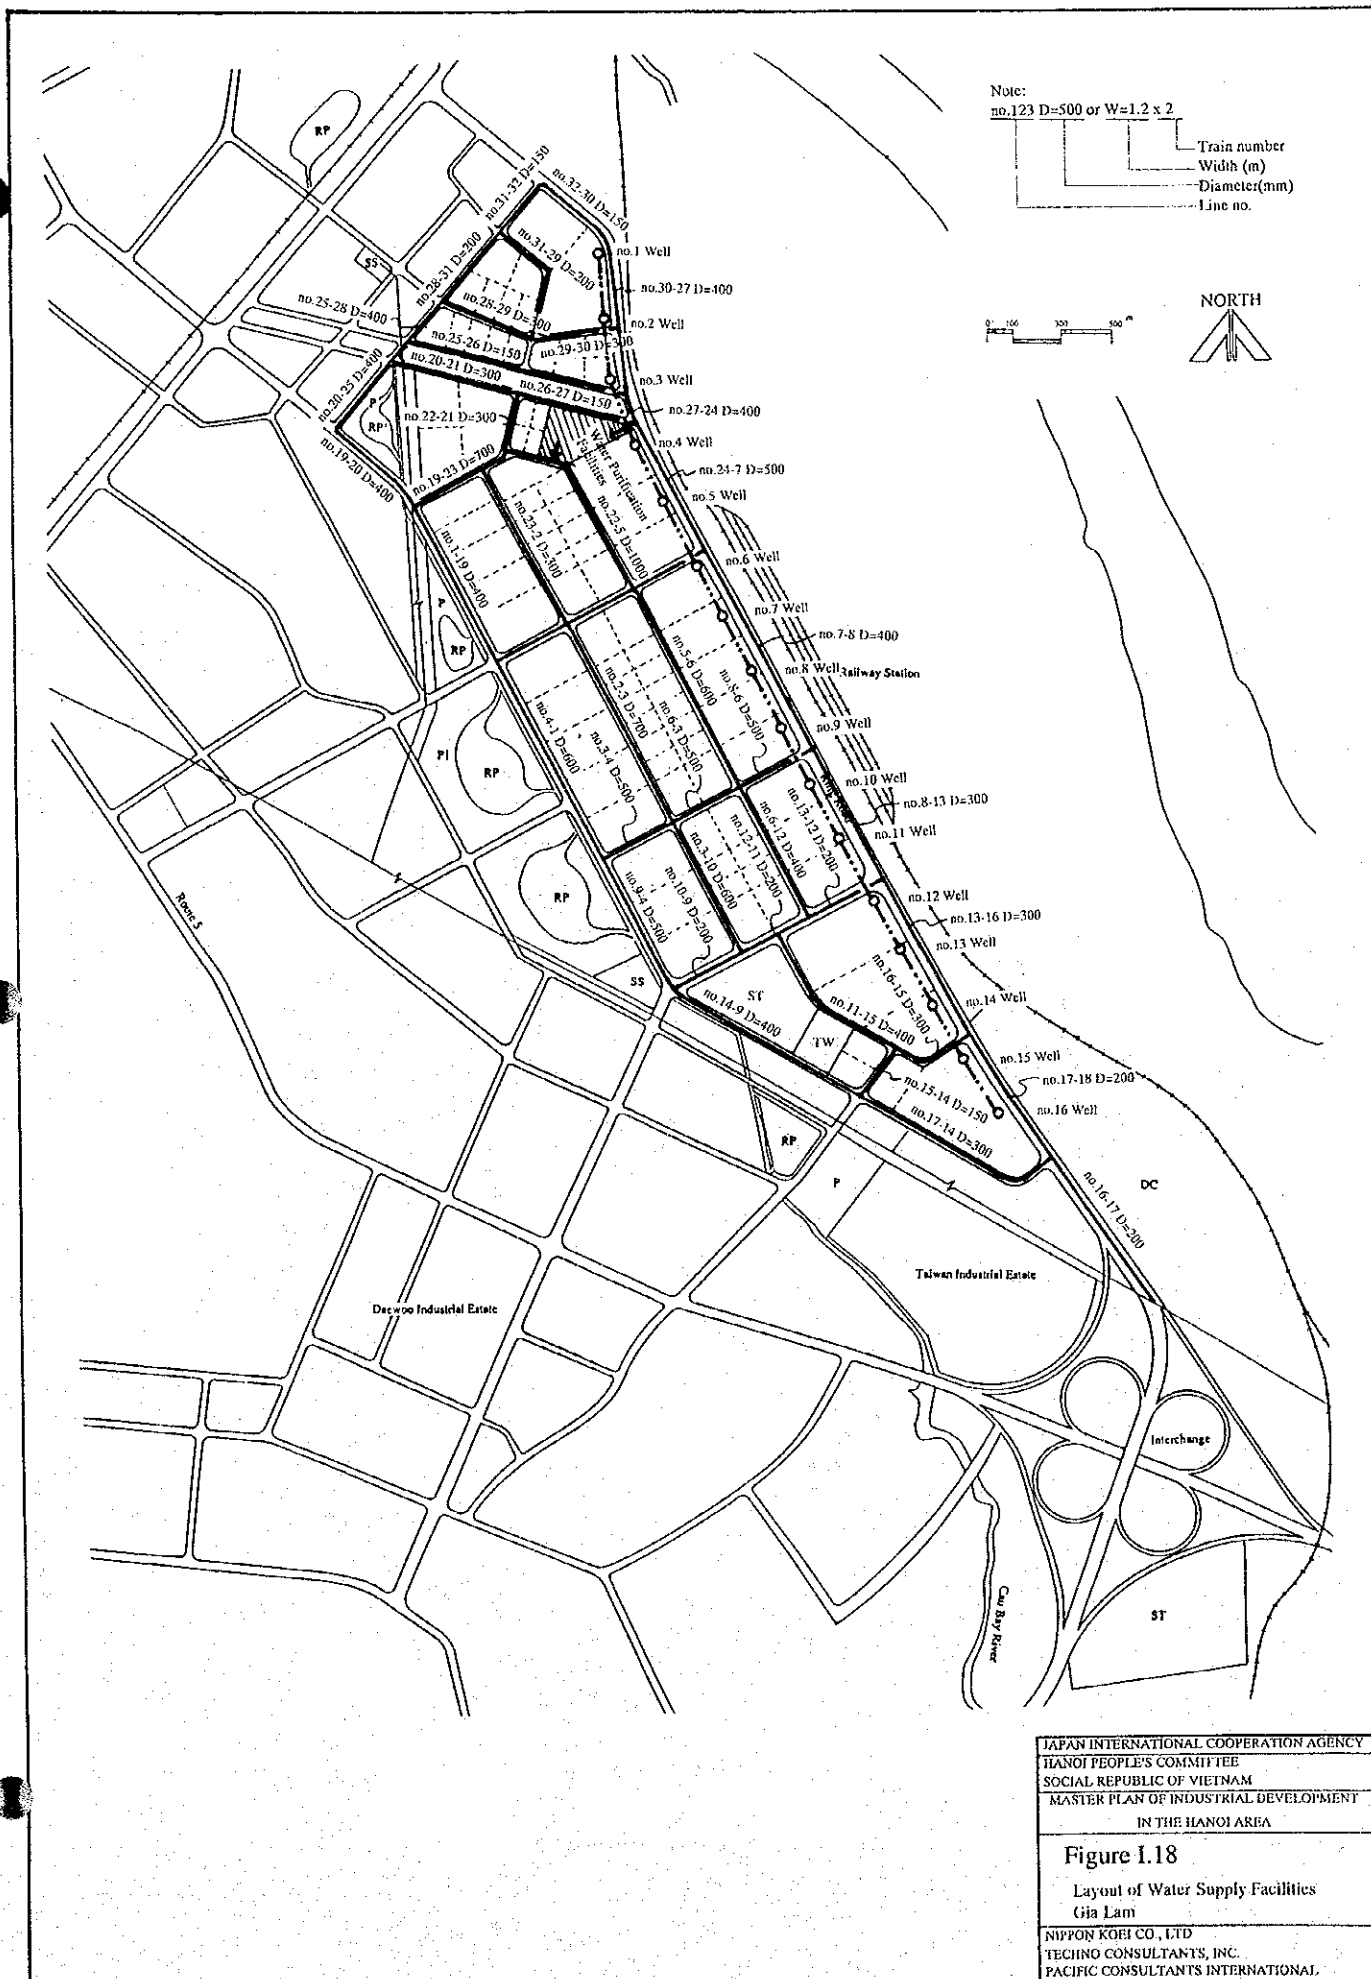 Note:
no.123 D=500 or W=1.2 x 2
Train number
Width (m)
Diameter(mm)
Line no.
NORTH
0 100 300 500 m
RP
no.31-32 D=150
no.32-30 D=150
no.1 Well
SS
no.28-31 D=200
no.31-29 D=200
no.30-27 D=400
no.25-28 D=400
no.28-29 D=300
no.2 Well
no.25-26 D=150
no.29-30 D=300
no.20-25 D=400
no.20-21 D=300
no.26-27 D=150
no.3 Well
P
RP
no.22-21 D=300
no.27-24 D=400
no.4 Well
no.19-20 D=400
no.19-23 D=700
Water Purification
Facilities
no.24-7 D=500
no.5 Well
no.1-19 D=400
no.23-2 D=300
no.22-5 D=1000
no.6 Well
P
RP
no.7 Well
no.7-8 D=400
no.8 Well
Railway Station
no.5-6 D=600
no.8-6 D=500
no.2-3 D=700
no.6-3 D=500
no.4-1 D=600
no.3-4 D=500
no.9 Well
PI
RP
no.10 Well
Ring Road
no.8-13 D=300
no.11 Well
no.13-12 D=200
no.6-12 D=400
no.12-11 D=200
no.3-10 D=600
no.10-9 D=200
no.9-4 D=500
RP
Route 5
no.12 Well
no.13-16 D=300
no.13 Well
SS
ST
no.14-9 D=400
no.16-15 D=300
no.11-15 D=400
no.14 Well
TW
no.15 Well
no.17-18 D=200
no.15-14 D=150
no.16 Well
no.17-14 D=300
RP
P
no.16-17 D=200
DC
Taiwan Industrial Estate
Daewoo Industrial Estate
Interchange
Cau Bay River
ST
JAPAN INTERNATIONAL COOPERATION AGENCY
HANOI PEOPLE'S COMMITTEE
SOCIAL REPUBLIC OF VIETNAM
MASTER PLAN OF INDUSTRIAL DEVELOPMENT
IN THE HANOI AREA
Figure I.18
Layout of Water Supply Facilities
Gia Lam
NIPPON KOEI CO., LTD
TECHNO CONSULTANTS, INC.
PACIFIC CONSULTANTS INTERNATIONAL